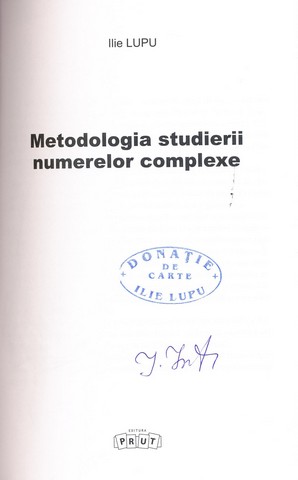 Ilie LUPU
Metodologia studierii
numerelor complexe
DONAȚIE
DE
CARTE
ILIE LUPU
EDITURA
PRUT